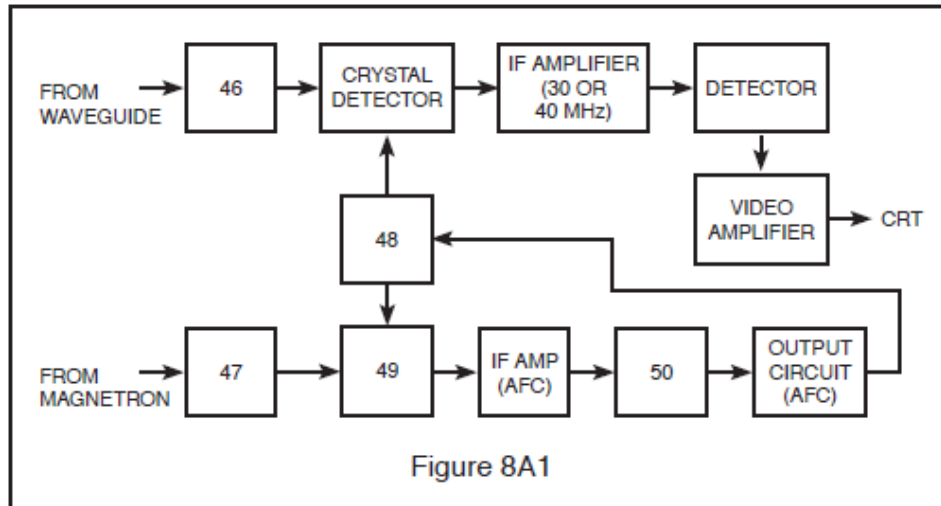 FROM
WAVEGUIDE
46
CRYSTAL
DETECTOR
IF AMPLIFIER
(30 OR
40 MHz)
DETECTOR
VIDEO
AMPLIFIER
CRT
48
FROM
MAGNETRON
47
49
IF AMP
(AFC)
50
OUTPUT
CIRCUIT
(AFC)
Figure 8A1